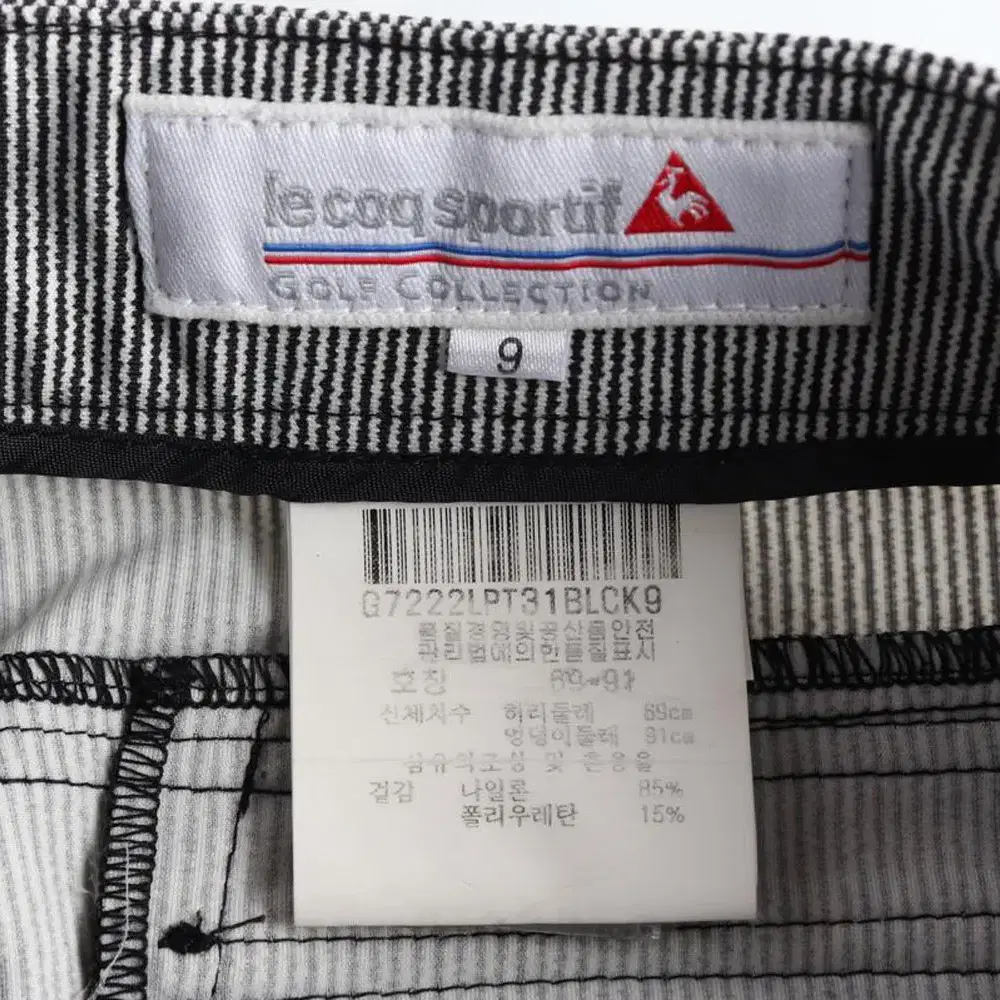 le coq sportif
GOLF COLLECTION
9
G7222LPT31BLCK9
품질경영및공산품안전
관리법에의한품질표시
호칭 69-91
신체치수 허리둘레 69cm
엉덩이둘레 91cm
섬유의조성 및 혼용율
겉감 나일론 85%
폴리우레탄 15%